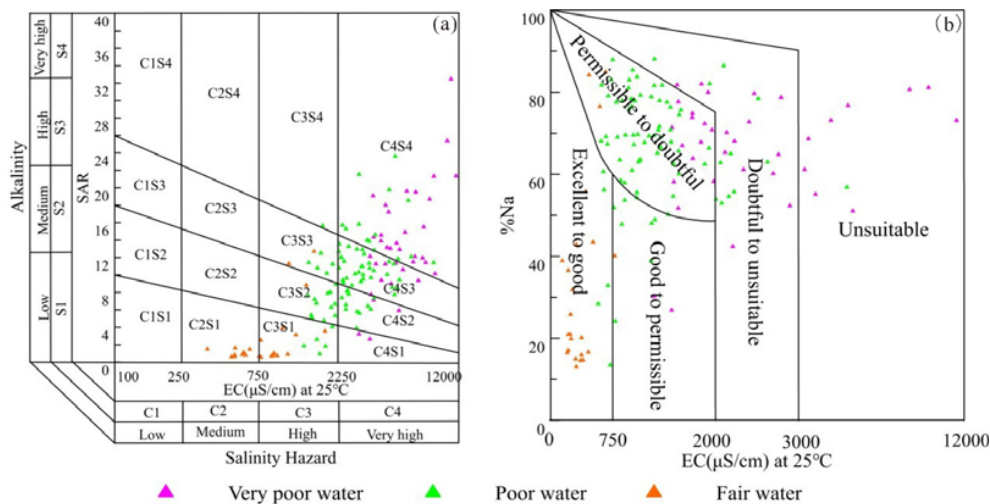 (a)
Alkalinity
Very high
High
Medium
Low
S4
S3
S2
S1
SAR
40
36
32
28
24
20
16
12
8
4
0
C1S4
C2S4
C3S4
C4S4
C1S3
C2S3
C3S3
C4S3
C1S2
C2S2
C3S2
C4S2
C1S1
C2S1
C3S1
C4S1
100 250 750 2250 12000
EC(μS/cm) at 25℃
C1 C2 C3 C4
Low Medium High Very high
Salinity Hazard
(b)
%Na
100
80
60
40
20
0
Permissible to doubtful
Excellent to good
Good to permissible
Doubtful to unsuitable
Unsuitable
0 750 2000 3000 12000
EC(μS/cm) at 25℃
Very poor water Poor water Fair water